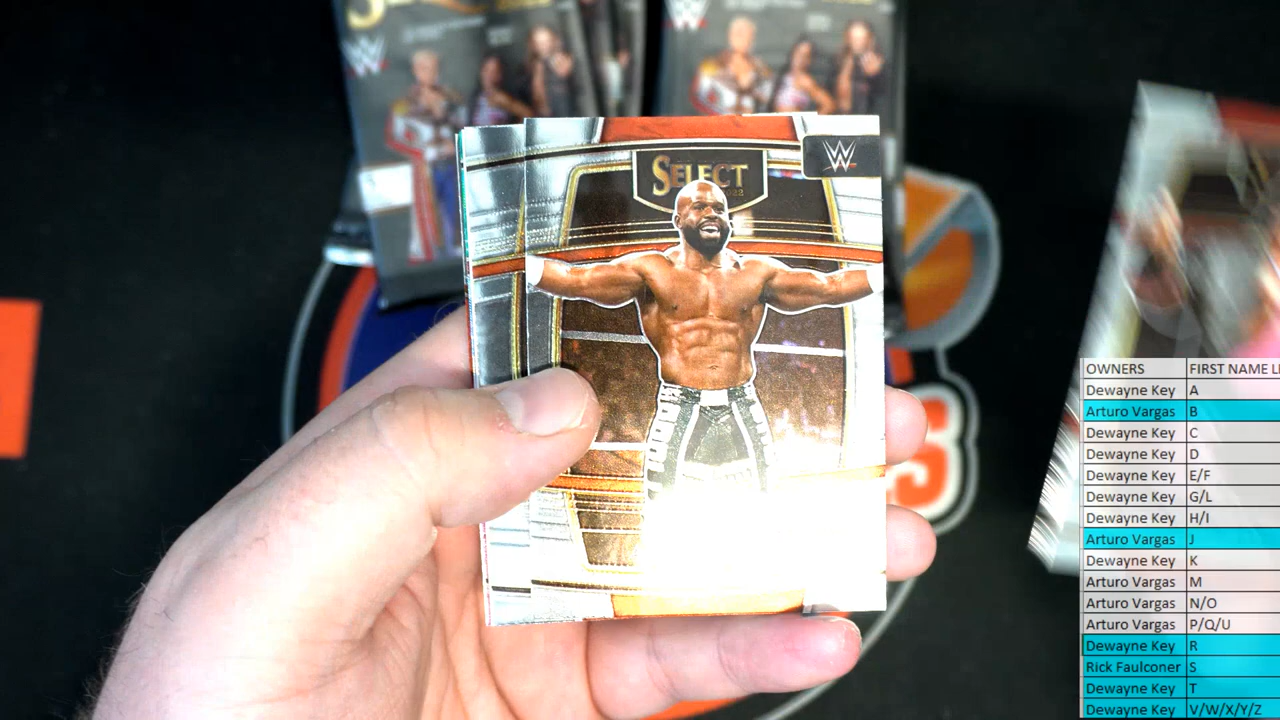 W
SELECT
OWNERS FIRST NAME
Dewayne Key A
Arturo Vargas B
Dewayne Key C
Dewayne Key D
Dewayne Key E/F
Dewayne Key G/L
Dewayne Key H/I
Arturo Vargas J
Dewayne Key K
Arturo Vargas M
Arturo Vargas N/O
Arturo Vargas P/Q/U
Dewayne Key R
Rick Faulconer S
Dewayne Key T
Dewayne Key V/W/X/Y/Z